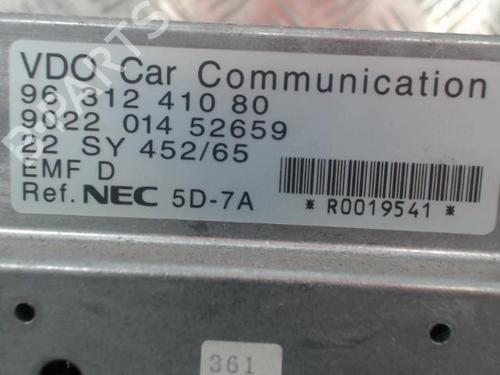 VDO Car Communication
96 312 410 80
9022 014 52659
22 SY 452/65
EMF D
Ref. NEC 5D-7A
* R0019541 *
361